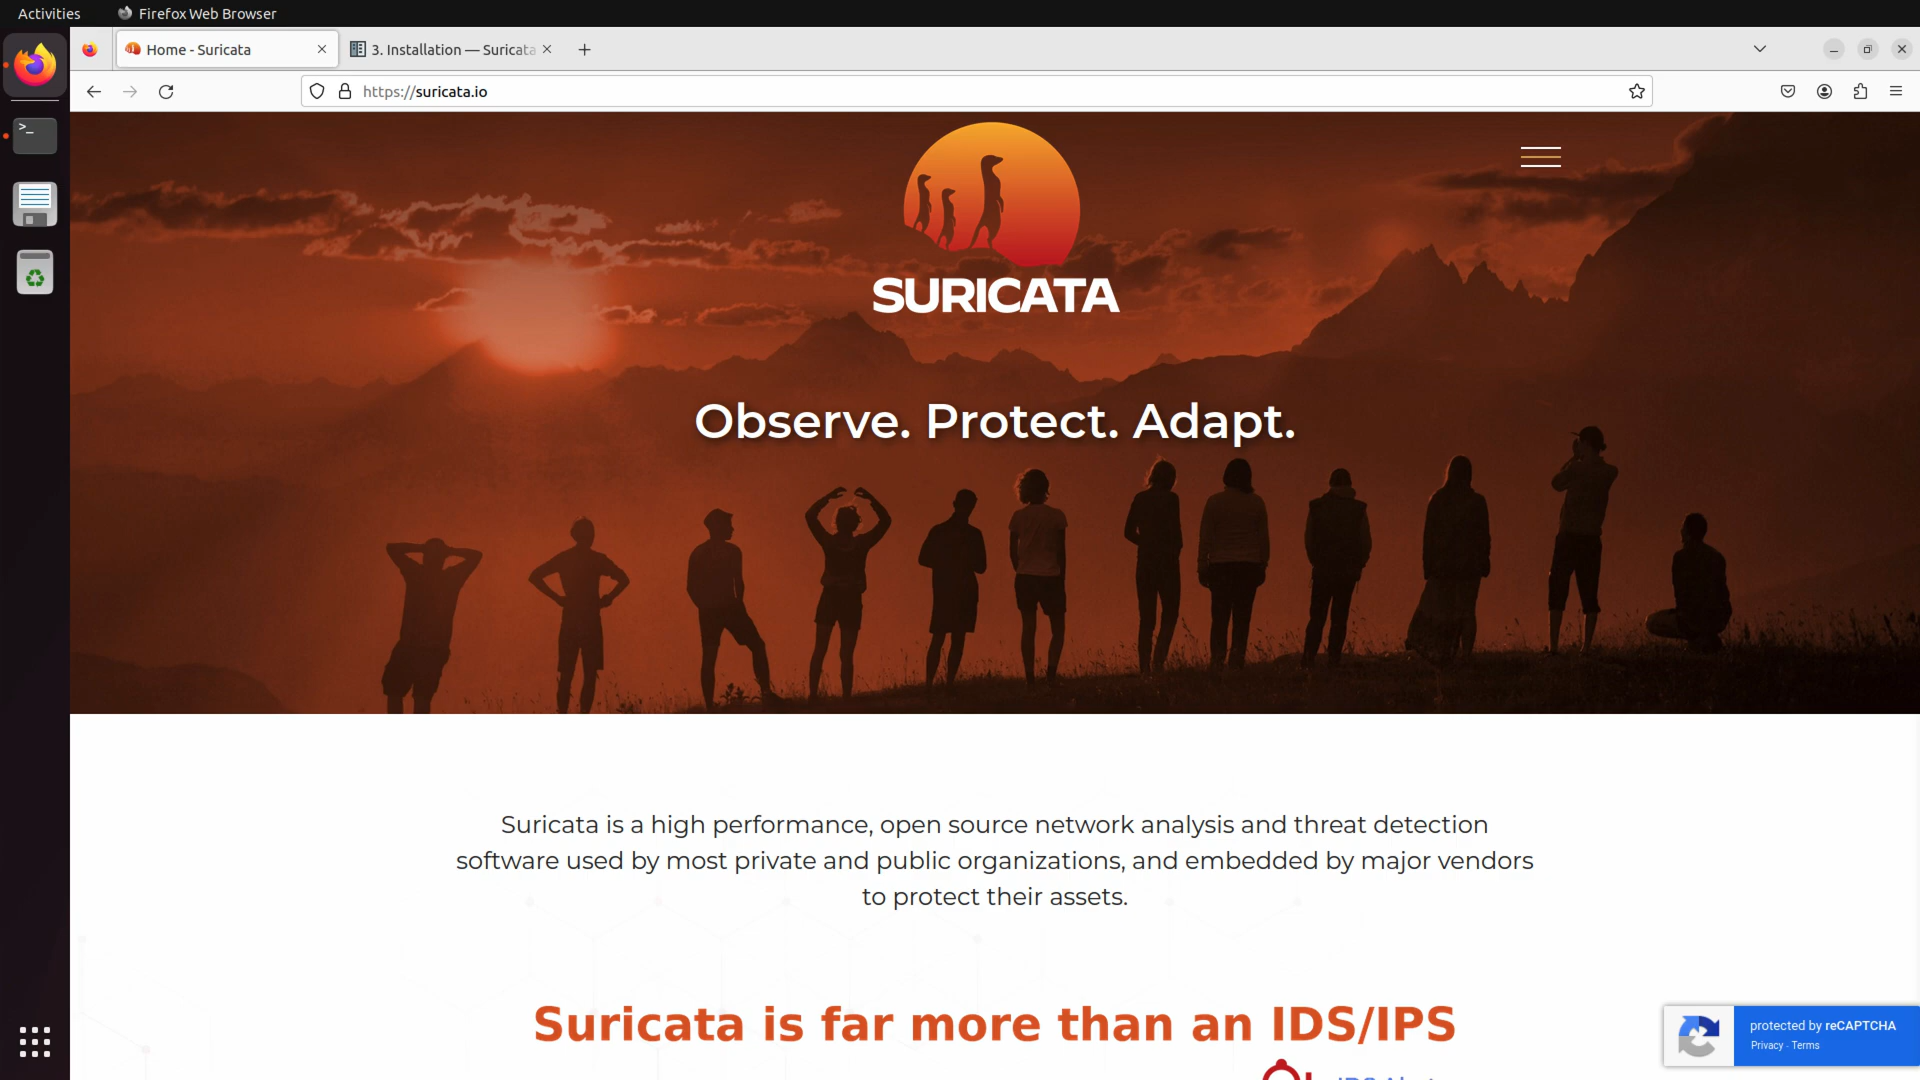 Activities
Firefox Web Browser
Home - Suricata
3. Installation — Suricata
https://suricata.io
SURICATA
Observe. Protect. Adapt.
Suricata is a high performance, open source network analysis and threat detection
software used by most private and public organizations, and embedded by major vendors
to protect their assets.
Suricata is far more than an IDS/IPS
protected by reCAPTCHA
Privacy - Terms